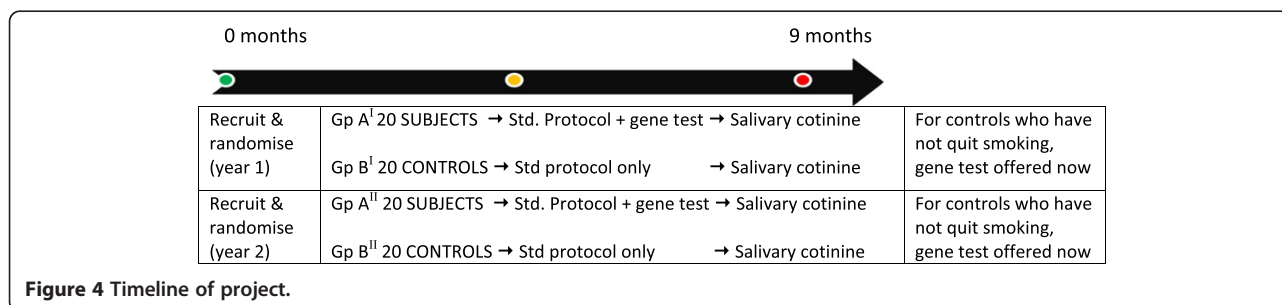 0 months 9 months
Recruit &
randomise
(year 1)
Gp A^I 20 SUBJECTS → Std. Protocol + gene test → Salivary cotinine
Gp B^I 20 CONTROLS → Std protocol only → Salivary cotinine
For controls who have
not quit smoking,
gene test offered now
Recruit &
randomise
(year 2)
Gp A^II 20 SUBJECTS → Std. Protocol + gene test → Salivary cotinine
Gp B^II 20 CONTROLS → Std protocol only → Salivary cotinine
For controls who have
not quit smoking,
gene test offered now
Figure 4 Timeline of project.